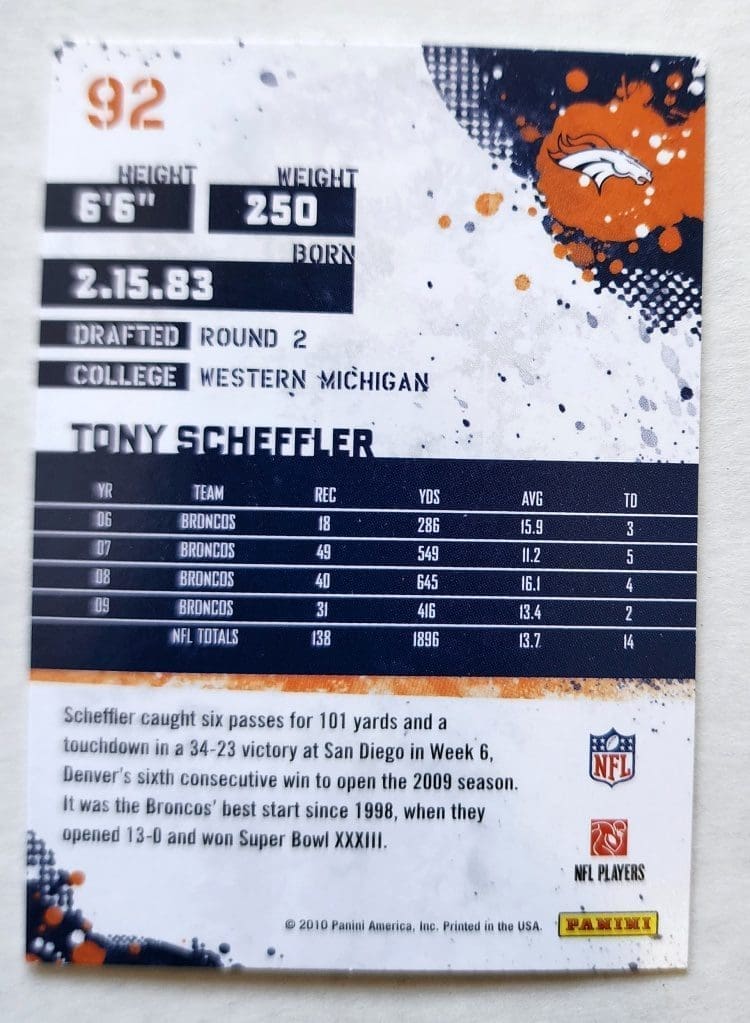 92
HEIGHT WEIGHT
6'6" 250
BORN
2.15.83
DRAFTED ROUND 2
COLLEGE WESTERN MICHIGAN
TONY SCHEFFLER
YR TEAM REC YDS AVG TD
06 BRONCOS 18 286 15.9 3
07 BRONCOS 49 549 11.2 5
08 BRONCOS 40 645 16.1 4
09 BRONCOS 31 416 13.4 2
NFL TOTALS 138 1896 13.7 14
Scheffler caught six passes for 101 yards and a
touchdown in a 34-23 victory at San Diego in Week 6,
Denver's sixth consecutive win to open the 2009 season.
It was the Broncos' best start since 1998, when they
opened 13-0 and won Super Bowl XXXIII.
NFL
NFL PLAYERS
© 2010 Panini America, Inc. Printed in the USA. PANINI